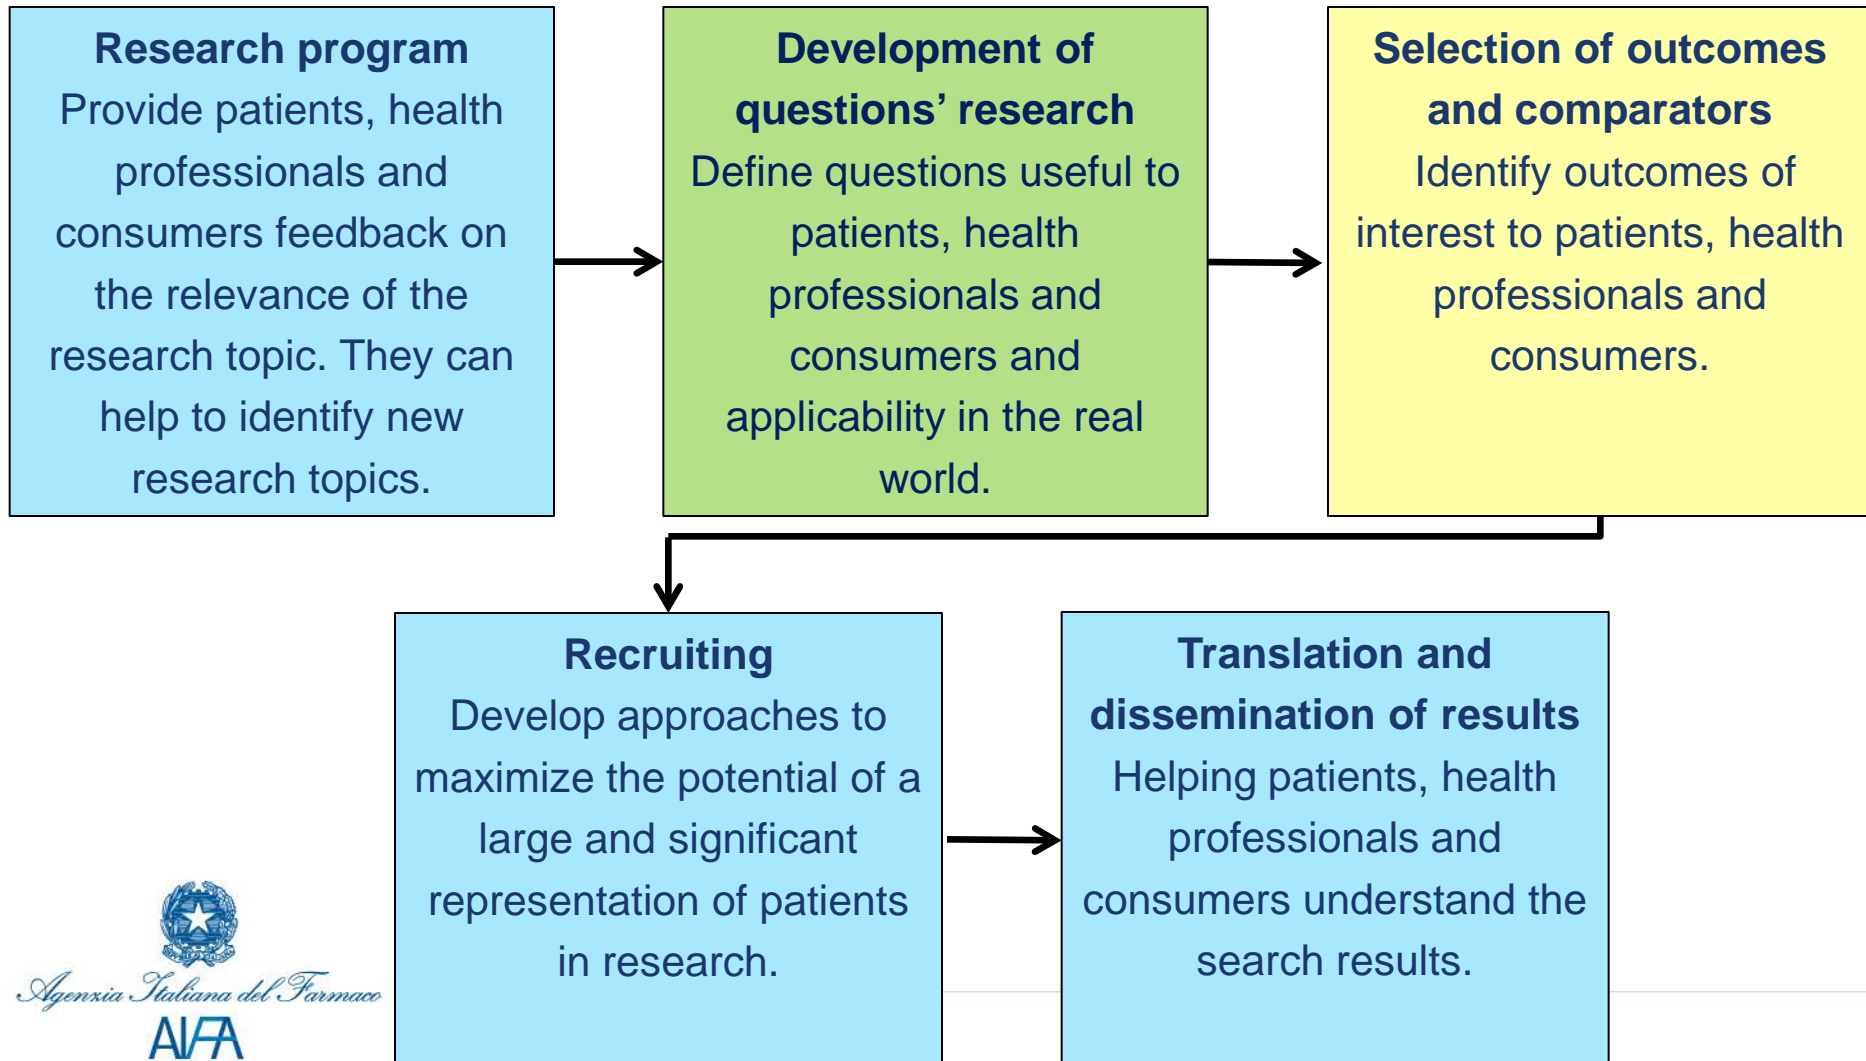 Research program
Provide patients, health
professionals and
consumers feedback on
the relevance of the
research topic. They can
help to identify new
research topics.
Development of
questions’ research
Define questions useful to
patients, health
professionals and
consumers and
applicability in the real
world.
Selection of outcomes
and comparators
Identify outcomes of
interest to patients, health
professionals and
consumers.
Recruiting
Develop approaches to
maximize the potential of a
large and significant
representation of patients
in research.
Translation and
dissemination of results
Helping patients, health
professionals and
consumers understand the
search results.
Agenzia Italiana del Farmaco
AIFA